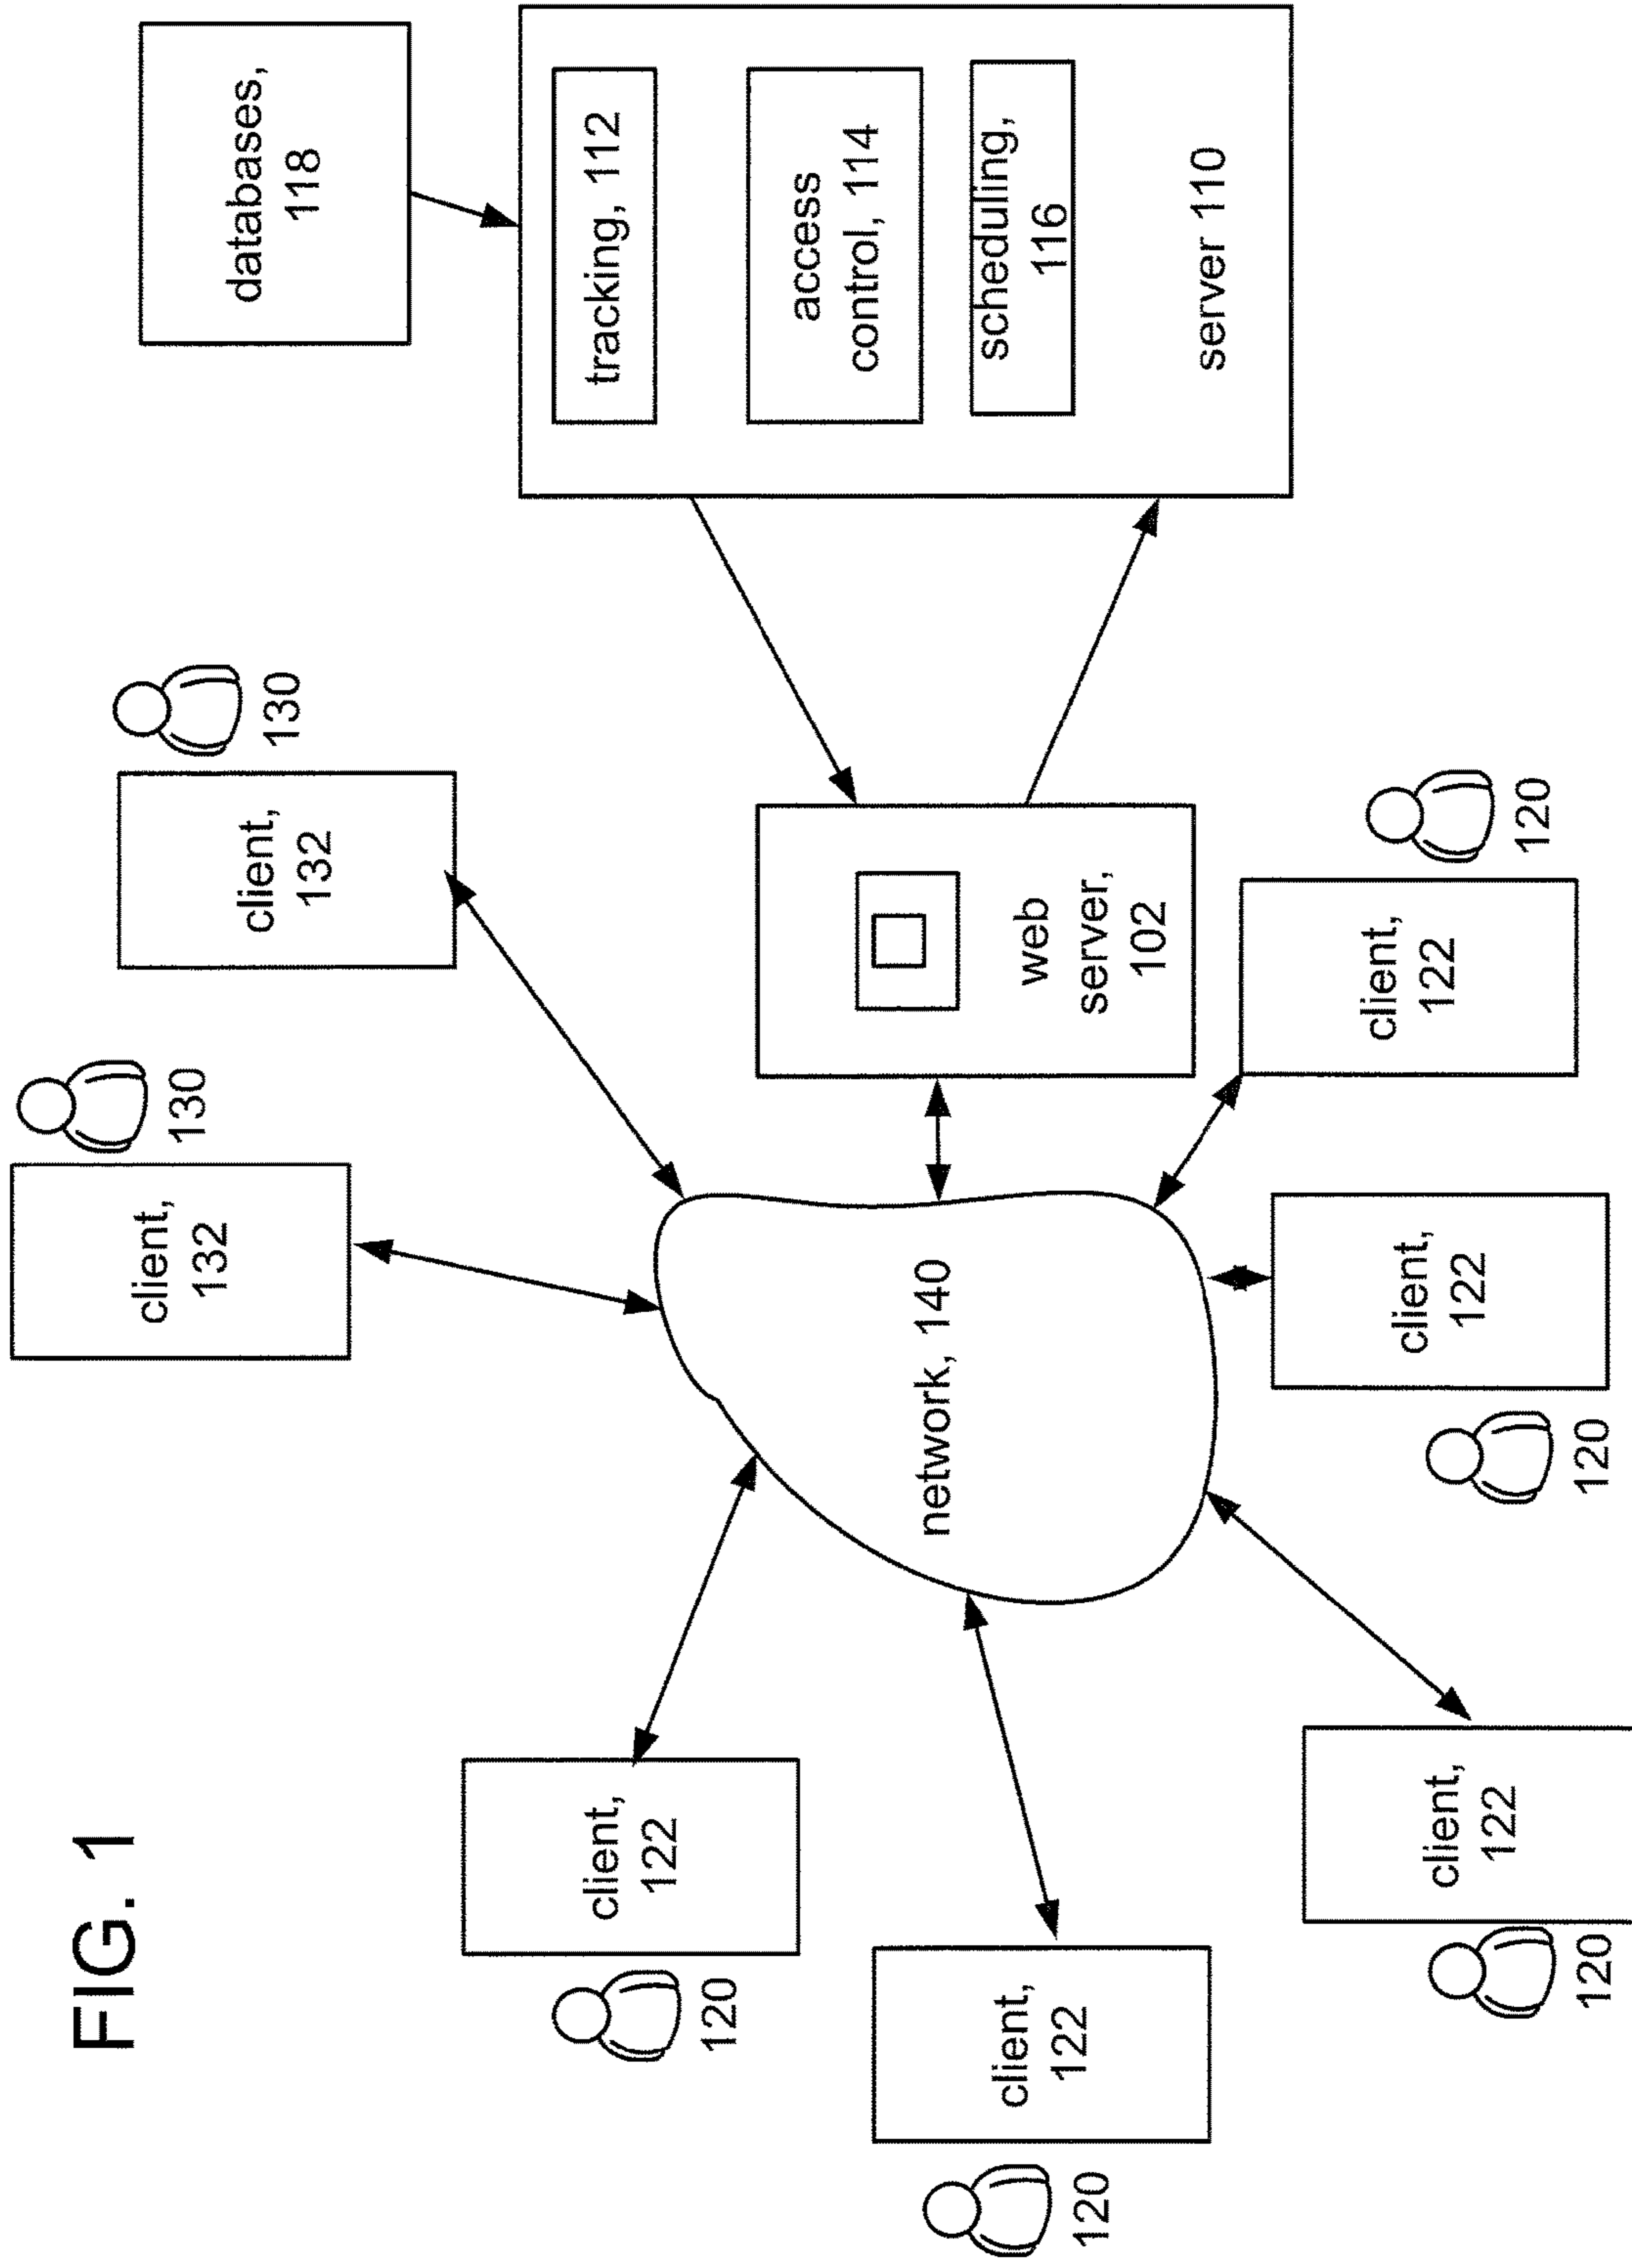 FIG. 1
client,
132
130
client,
132
130
databases,
118
client,
122
120
network, 140
web
server,
102
tracking, 112
access
control, 114
scheduling,
116
server 110
client,
122
120
client,
122
120
client,
122
120
client,
122
120